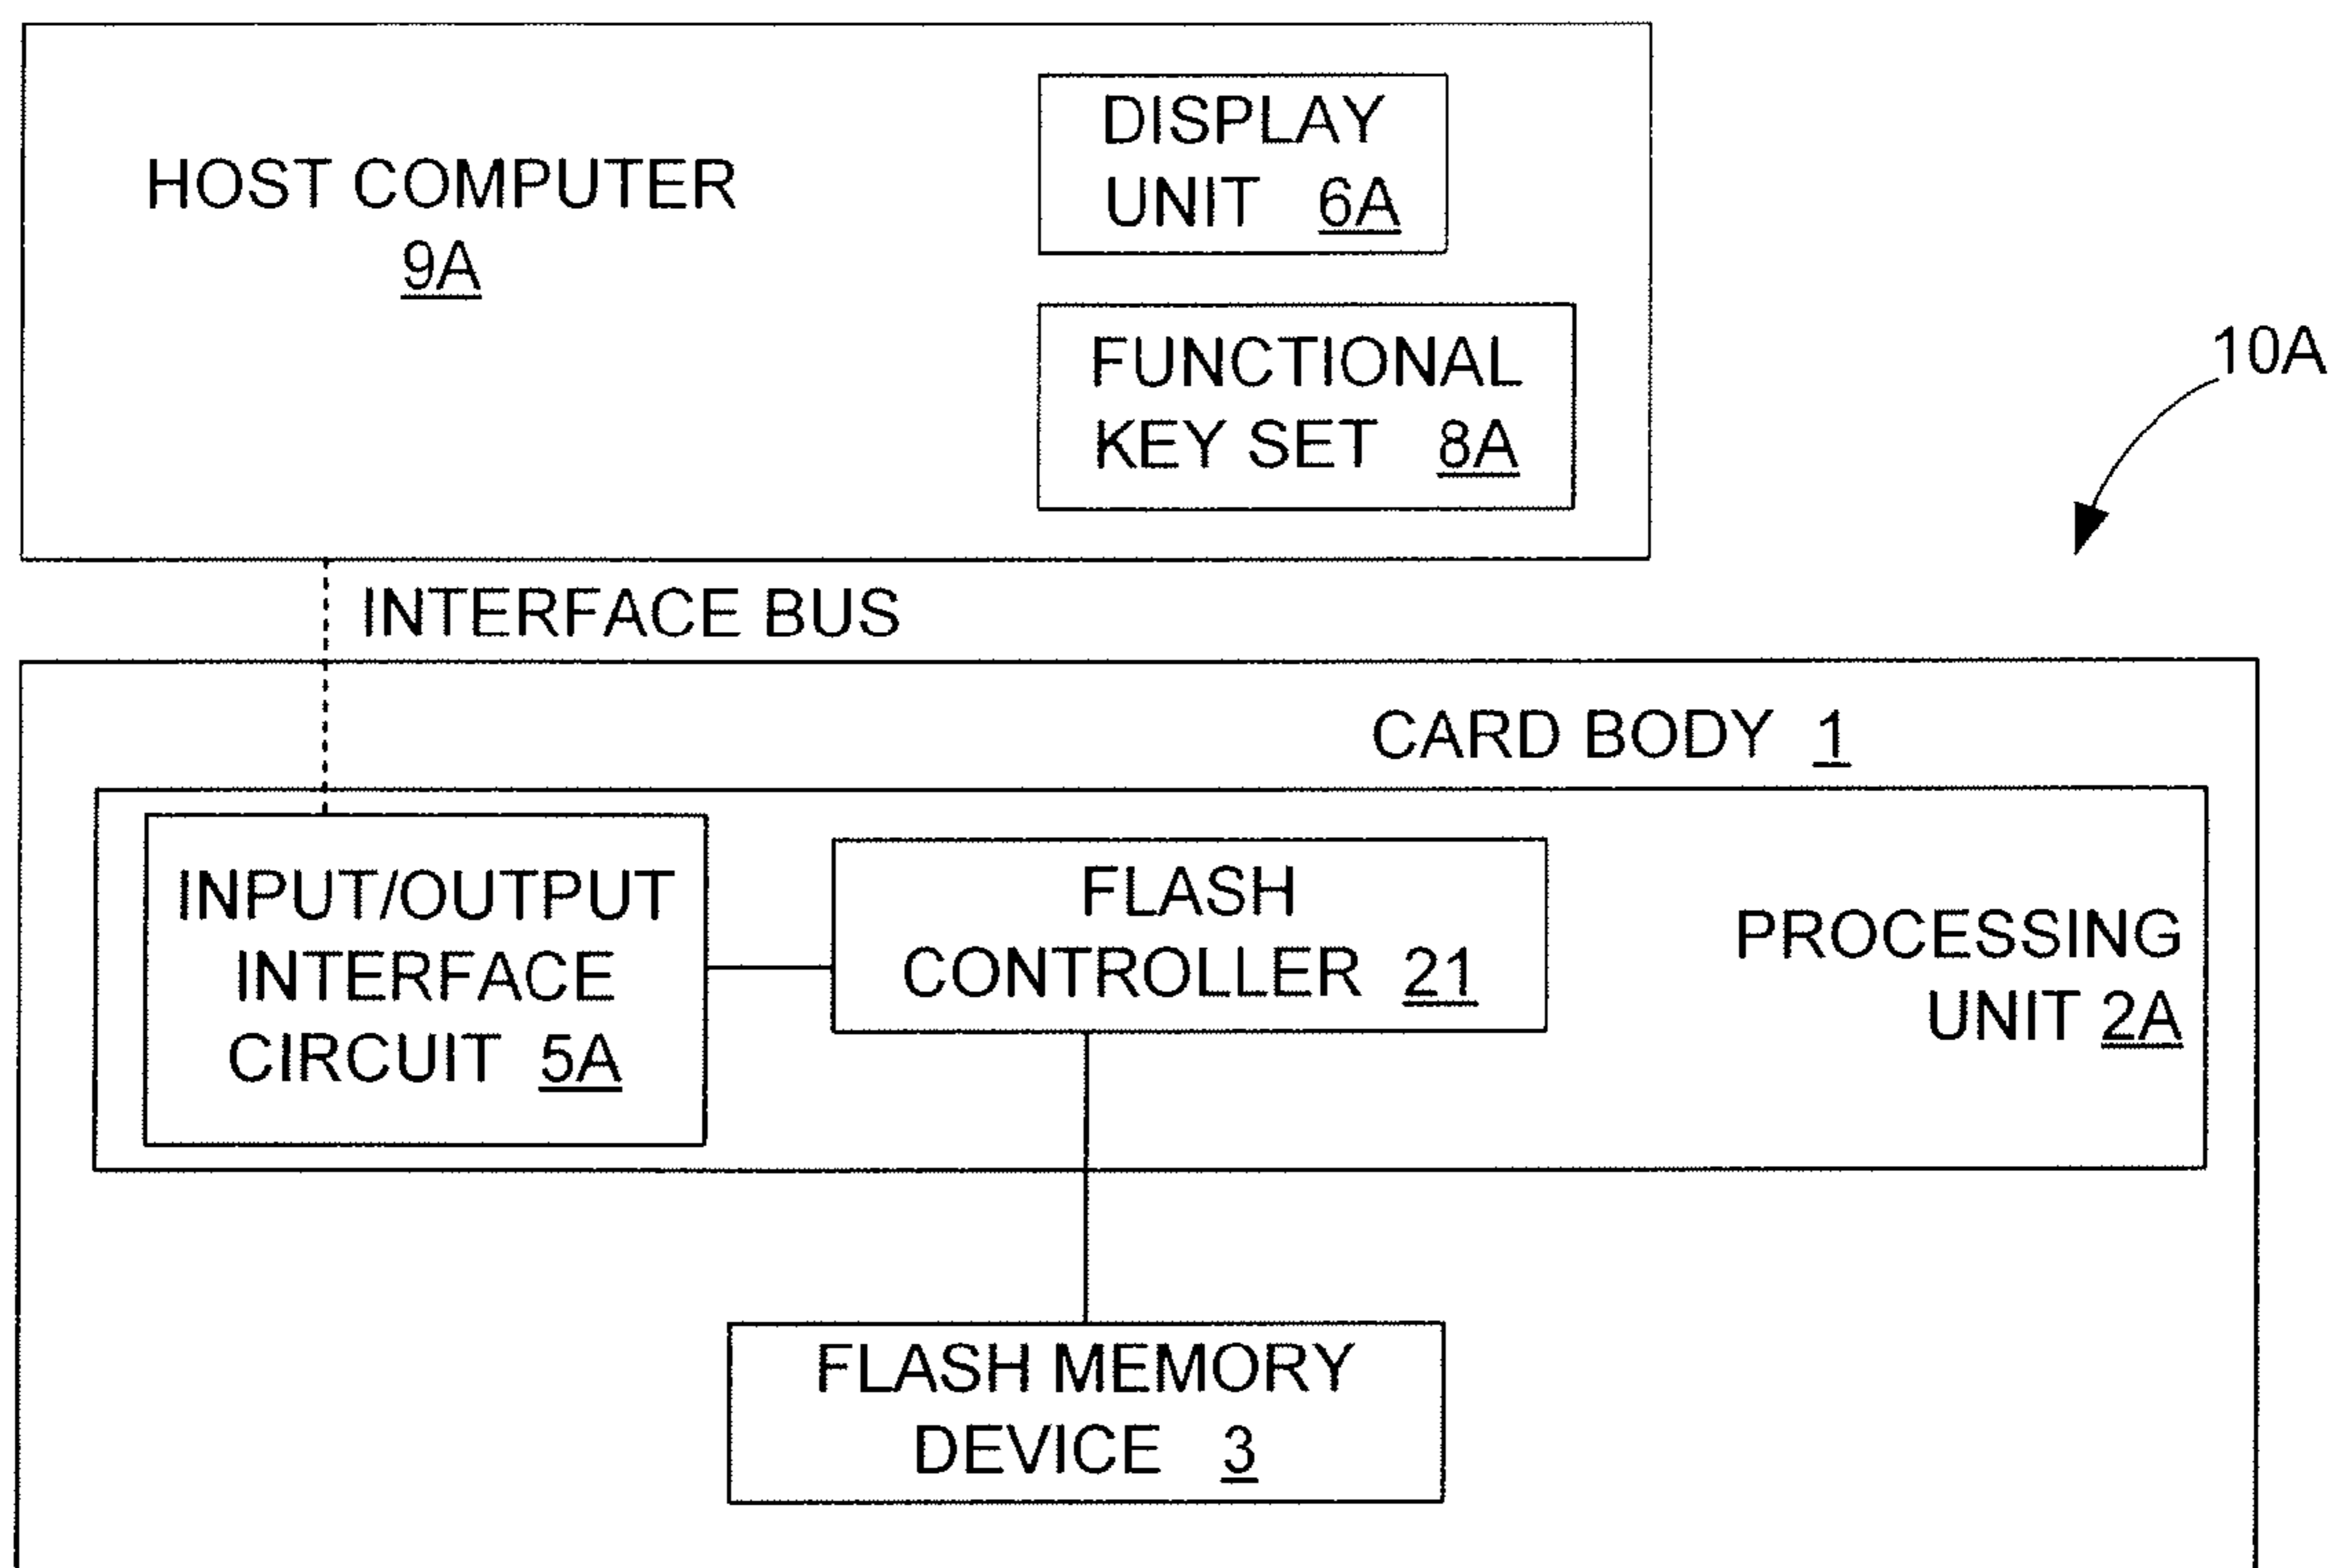 HOST COMPUTER
9A
DISPLAY
UNIT 6A
FUNCTIONAL
KEY SET 8A
10A
INTERFACE BUS
CARD BODY 1
INPUT/OUTPUT
INTERFACE
CIRCUIT 5A
FLASH
CONTROLLER 21
PROCESSING
UNIT 2A
FLASH MEMORY
DEVICE 3